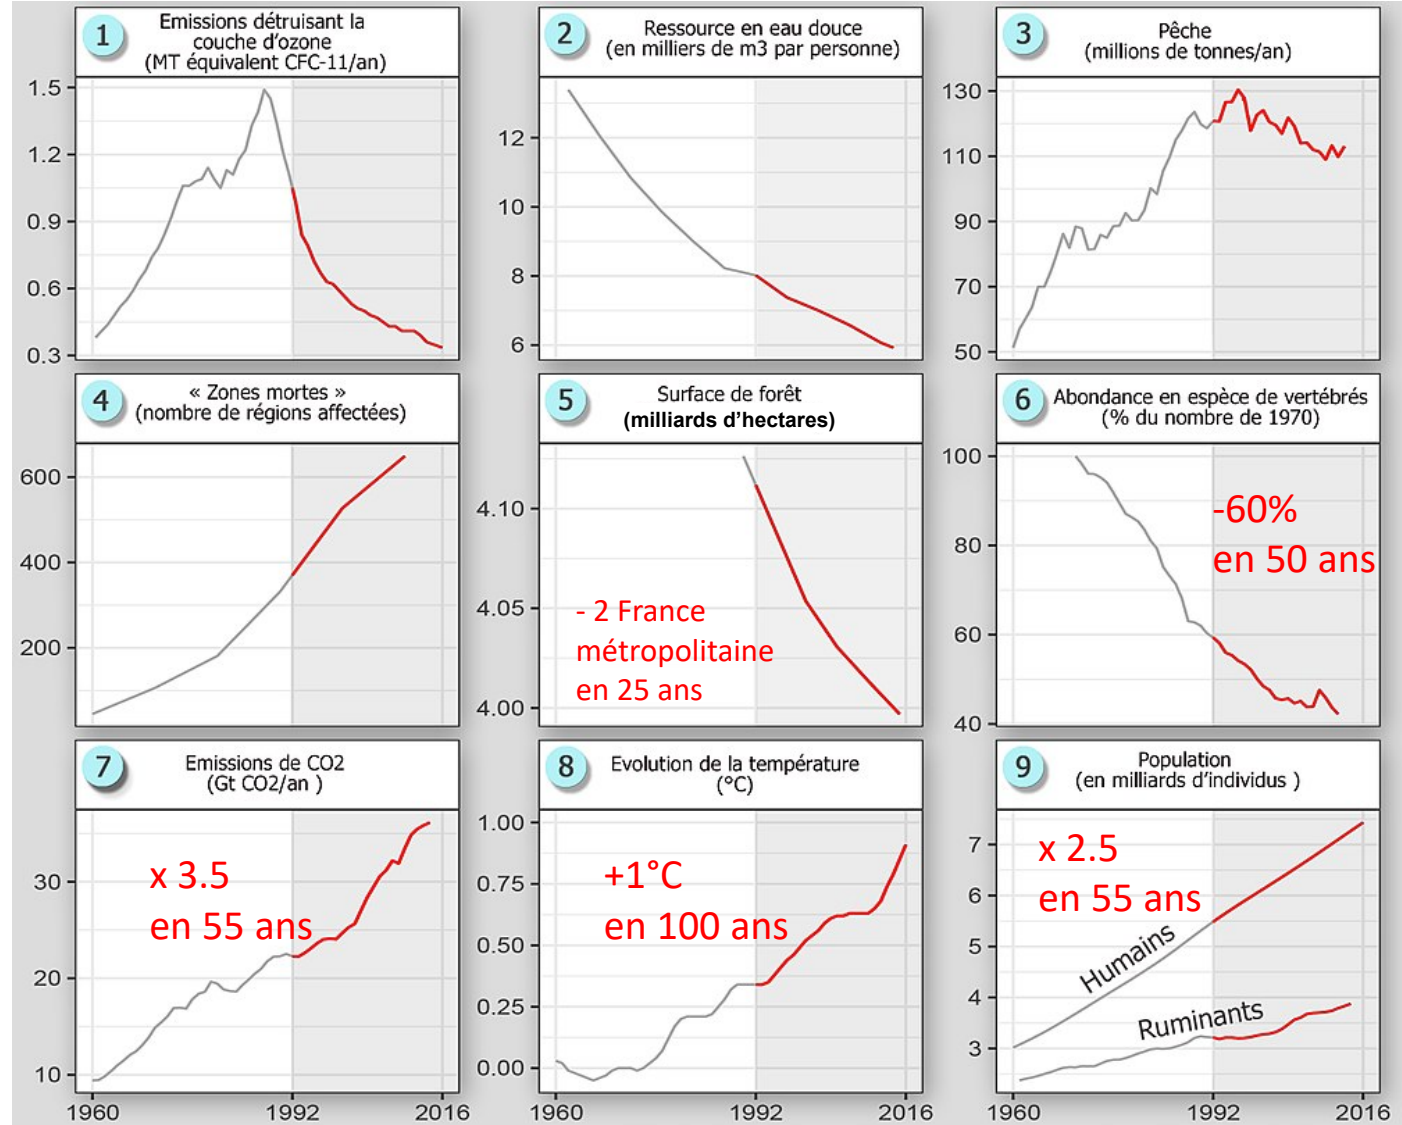 1
Emissions détruisant la
couche d'ozone
(MT équivalent CFC-11/an)
1.5
1.2
0.9
0.6
0.3
2
Ressource en eau douce
(en milliers de m3 par personne)
12
10
8
6
3
Pêche
(millions de tonnes/an)
130
110
90
70
50
4
« Zones mortes »
(nombre de régions affectées)
600
400
200
5
Surface de forêt
(milliards d'hectares)
4.10
4.05
4.00
- 2 France
métropolitaine
en 25 ans
6
Abondance en espèce de vertébrés
(% du nombre de 1970)
100
80
60
40
-60%
en 50 ans
7
Emissions de CO2
(Gt CO2/an )
30
20
10
x 3.5
en 55 ans
1960
1992
2016
8
Evolution de la température
(°C)
1.00
0.75
0.50
0.25
0.00
+1°C
en 100 ans
1960
1992
2016
9
Population
(en milliards d'individus )
7
6
5
4
3
x 2.5
en 55 ans
Humains
Ruminants
1960
1992
2016